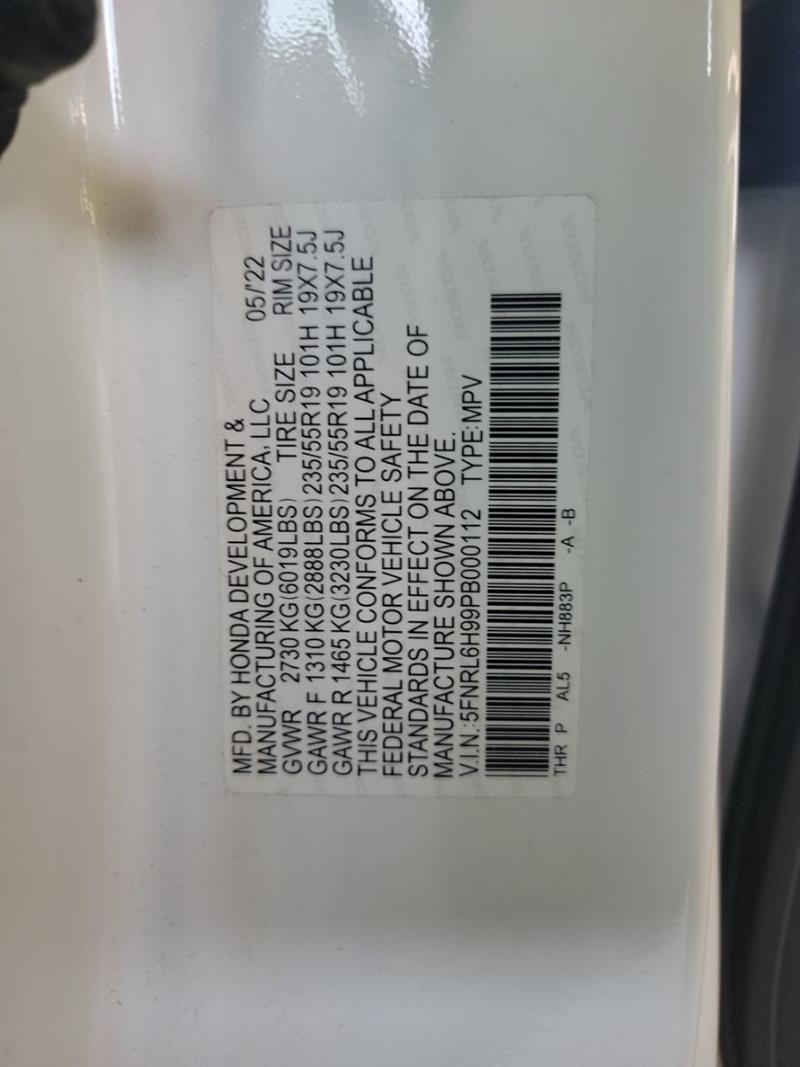 MFD. BY HONDA DEVELOPMENT &
MANUFACTURING OF AMERICA, LLC 05/'22
GVWR 2730 KG(6019LBS) TIRE SIZE RIM SIZE
GAWR F 1310 KG(2888LBS)235/55R19 101H 19X7.5J
GAWR R 1465 KG(3230LBS)235/55R19 101H 19X7.5J
THIS VEHICLE CONFORMS TO ALL APPLICABLE
FEDERAL MOTOR VEHICLE SAFETY
STANDARDS IN EFFECT ON THE DATE OF
MANUFACTURE SHOWN ABOVE.
V.I.N.:5FNRL6H99PB000112 TYPE:MPV
THR P AL5 -NH883P -A -B